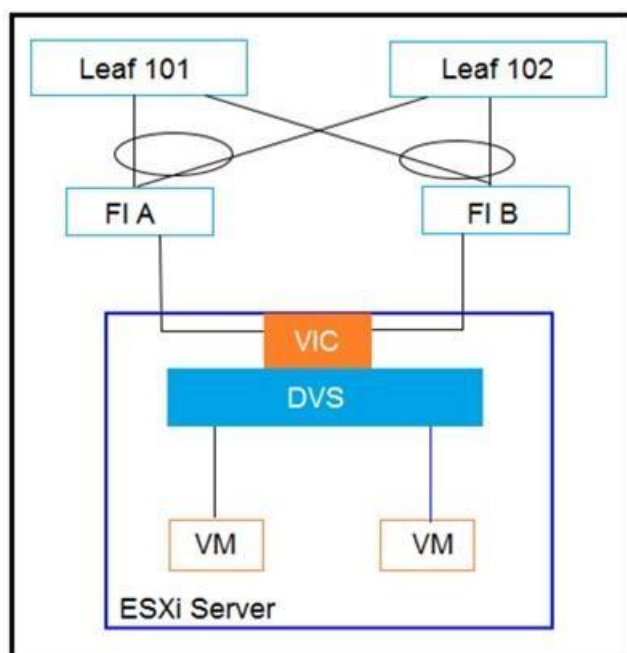 Leaf 101
Leaf 102
FI A
FI B
VIC
DVS
VM
VM
ESXi Server